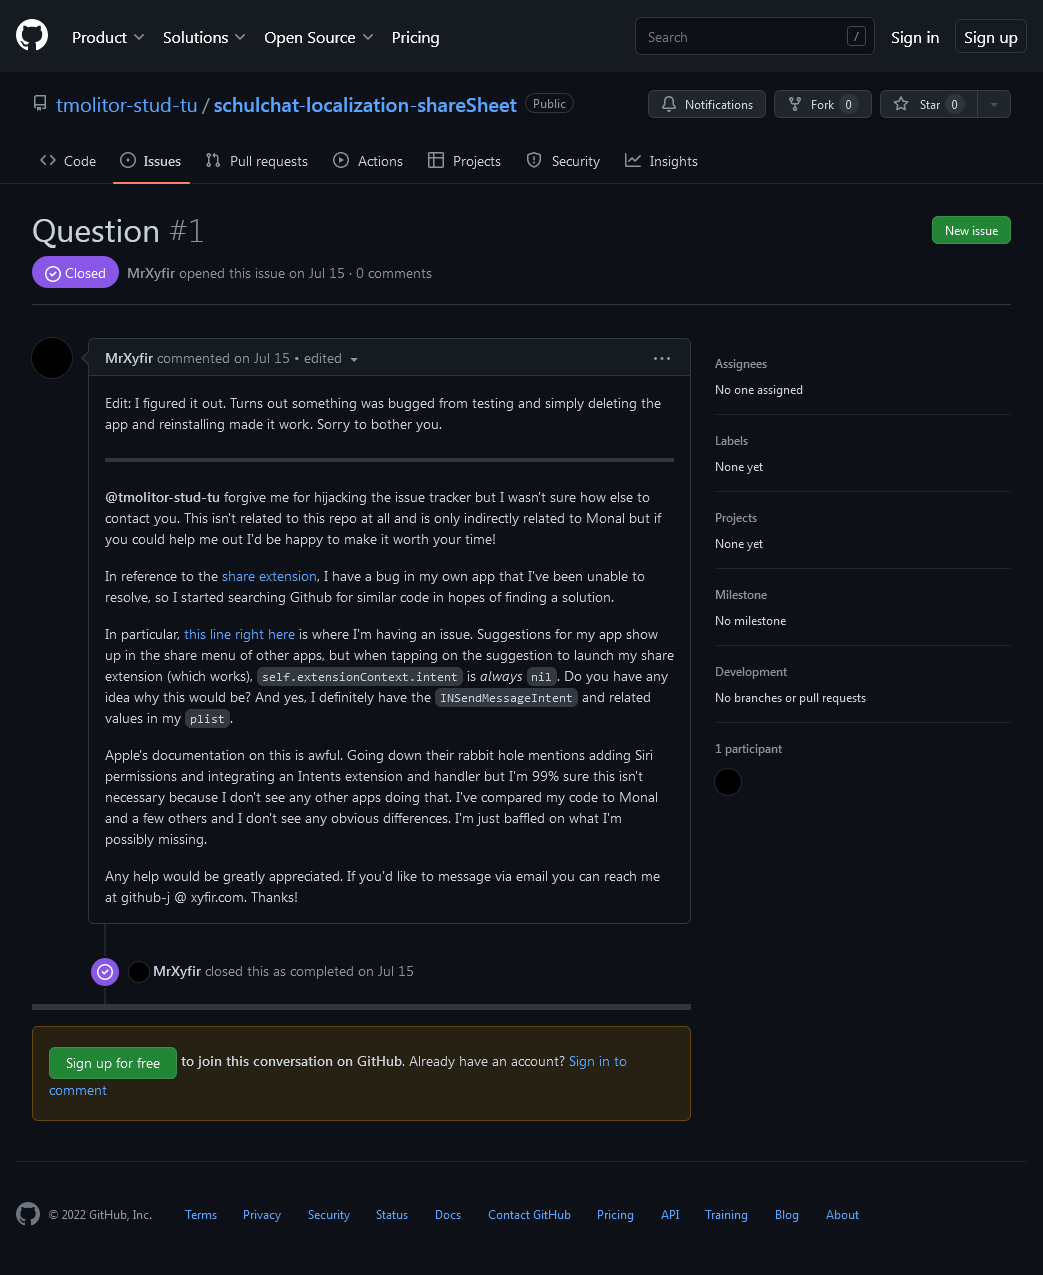 Product Solutions Open Source Pricing Search / Sign in Sign up
tmolitor-stud-tu / schulchat-localization-shareSheet Public Notifications Fork 0 Star 0
Code Issues Pull requests Actions Projects Security Insights
Question #1 New issue
Closed MrXyfir opened this issue on Jul 15 · 0 comments
MrXyfir commented on Jul 15 • edited
Edit: I figured it out. Turns out something was bugged from testing and simply deleting the
app and reinstalling made it work. Sorry to bother you.
@tmolitor-stud-tu forgive me for hijacking the issue tracker but I wasn't sure how else to
contact you. This isn't related to this repo at all and is only indirectly related to Monal but if
you could help me out I'd be happy to make it worth your time!
In reference to the share extension, I have a bug in my own app that I've been unable to
resolve, so I started searching Github for similar code in hopes of finding a solution.
In particular, this line right here is where I'm having an issue. Suggestions for my app show
up in the share menu of other apps, but when tapping on the suggestion to launch my share
extension (which works), self.extensionContext.intent is always nil. Do you have any
idea why this would be? And yes, I definitely have the INSendMessageIntent and related
values in my plist.
Apple's documentation on this is awful. Going down their rabbit hole mentions adding Siri
permissions and integrating an Intents extension and handler but I'm 99% sure this isn't
necessary because I don't see any other apps doing that. I've compared my code to Monal
and a few others and I don't see any obvious differences. I'm just baffled on what I'm
possibly missing.
Any help would be greatly appreciated. If you'd like to message via email you can reach me
at github-j @ xyfir.com. Thanks!
MrXyfir closed this as completed on Jul 15
Assignees
No one assigned
Labels
None yet
Projects
None yet
Milestone
No milestone
Development
No branches or pull requests
1 participant
Sign up for free to join this conversation on GitHub. Already have an account? Sign in to
comment
© 2022 GitHub, Inc. Terms Privacy Security Status Docs Contact GitHub Pricing API Training Blog About